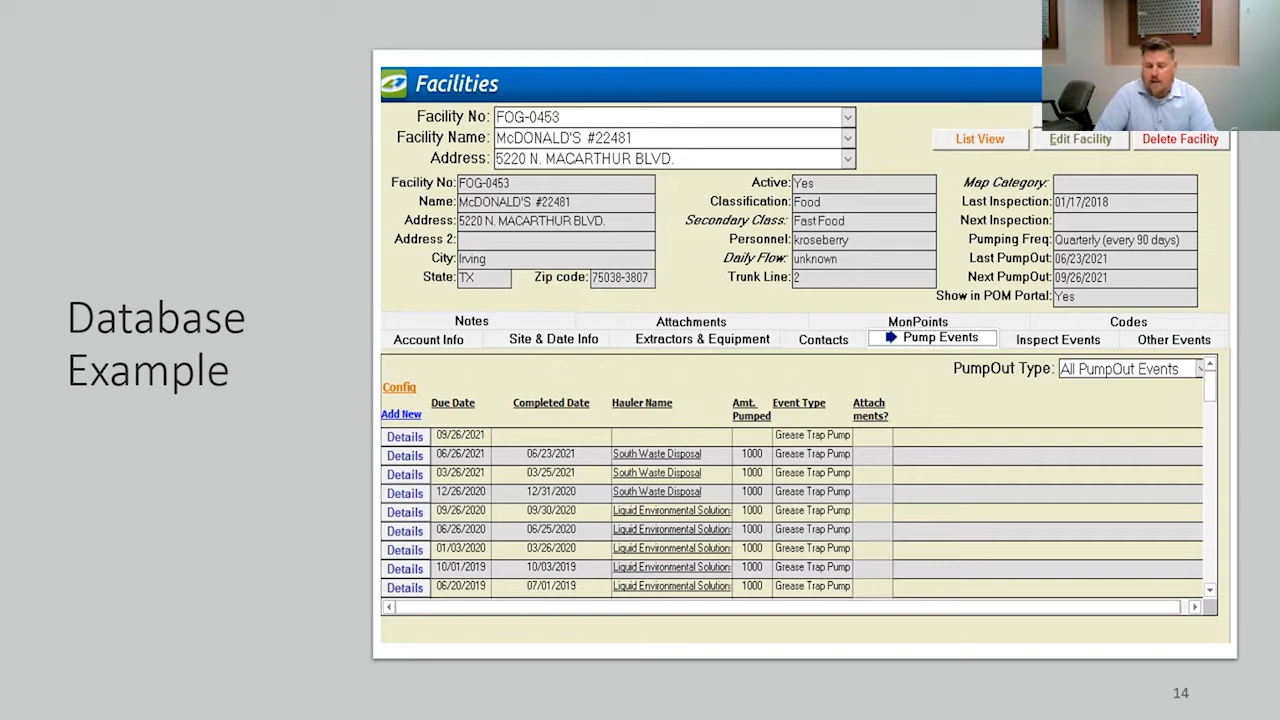 Database
Example
Facilities
Facility No: FOG-0453
Facility Name: McDONALD'S #22481
Address: 5220 N. MACARTHUR BLVD.
List View Edit Facility Delete Facility
Facility No: FOG-0453 Active: Yes Map Category:
Name: McDONALD'S #22481 Classification: Food Last Inspection: 01/17/2018
Address: 5220 N. MACARTHUR BLVD. Secondary Class: Fast Food Next Inspection:
Address 2: Personnel: kroseberry Pumping Freq: Quarterly (every 90 days)
City: Irving Daily Flow: unknown Last PumpOut: 06/23/2021
State: TX Zip code: 75038-3807 Trunk Line: 2 Next PumpOut: 09/26/2021
Show in POM Portal: Yes
Notes Attachments MonPoints Codes
Account Info Site & Date Info Extractors & Equipment Contacts Pump Events Inspect Events Other Events
PumpOut Type: All PumpOut Events
Config
Add New Due Date Completed Date Hauler Name Amt. Pumped Event Type Attach ments?
Details 09/26/2021 Grease Trap Pump
Details 06/26/2021 06/23/2021 South Waste Disposal 1000 Grease Trap Pump
Details 03/26/2021 03/25/2021 South Waste Disposal 1000 Grease Trap Pump
Details 12/26/2020 12/31/2020 South Waste Disposal 1000 Grease Trap Pump
Details 09/26/2020 09/30/2020 Liquid Environmental Solution: 1000 Grease Trap Pump
Details 06/26/2020 06/25/2020 Liquid Environmental Solution: 1000 Grease Trap Pump
Details 01/03/2020 03/26/2020 Liquid Environmental Solution: 1000 Grease Trap Pump
Details 10/01/2019 10/03/2019 Liquid Environmental Solution: 1000 Grease Trap Pump
Details 06/20/2019 07/01/2019 Liquid Environmental Solution: 1000 Grease Trap Pump
14